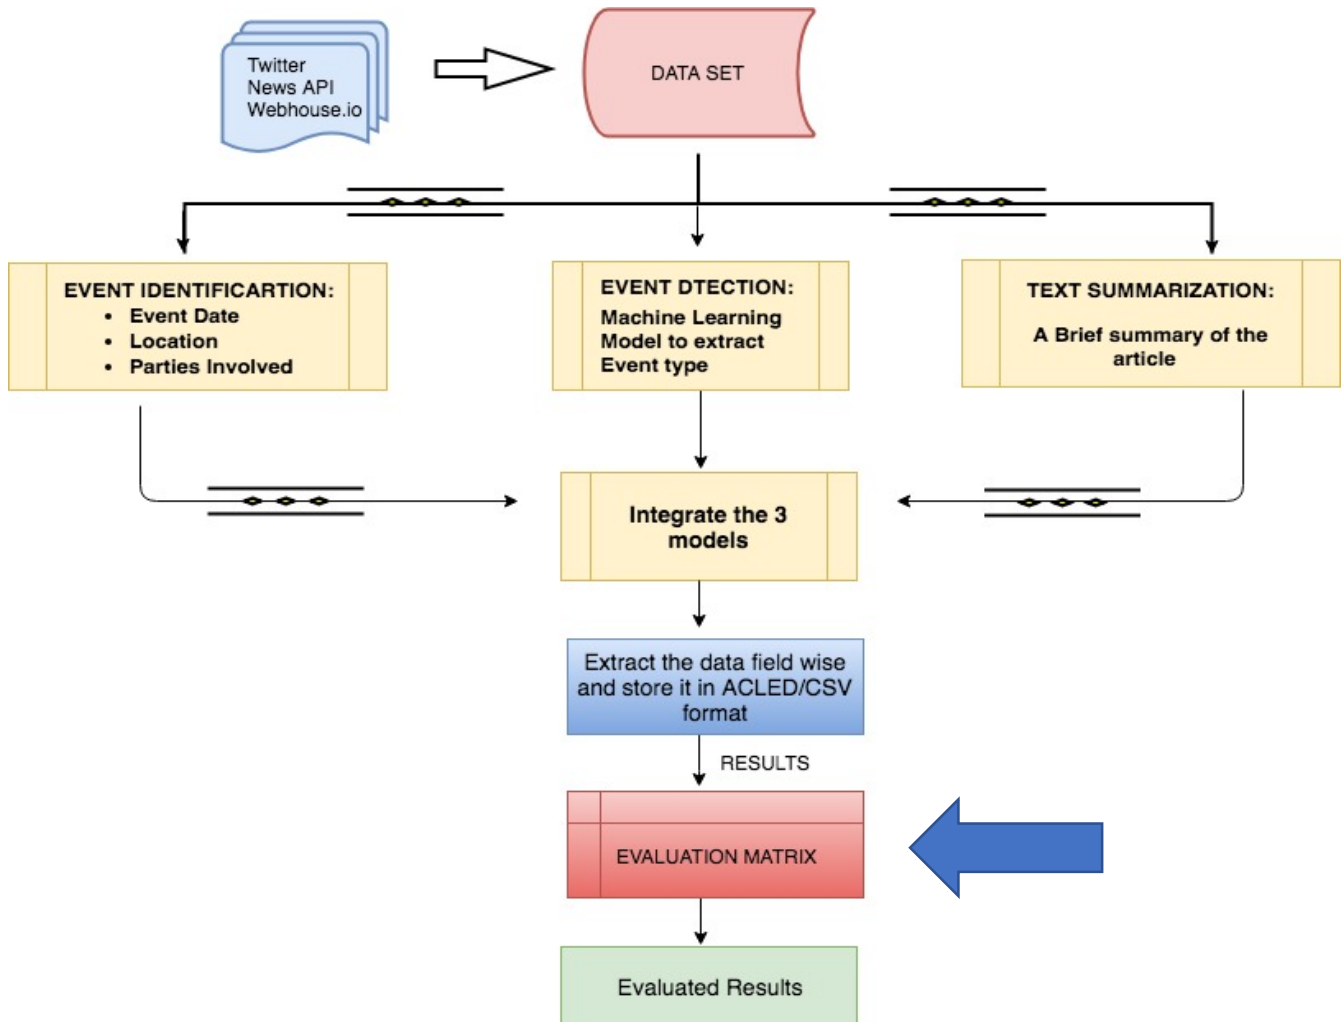 Twitter
News API
Webhouse.io
DATA SET
EVENT IDENTIFICARTION:
• Event Date
• Location
• Parties Involved
EVENT DTECTION:
Machine Learning
Model to extract
Event type
TEXT SUMMARIZATION:
A Brief summary of the
article
Integrate the 3
models
Extract the data field wise
and store it in ACLED/CSV
format
RESULTS
EVALUATION MATRIX
Evaluated Results